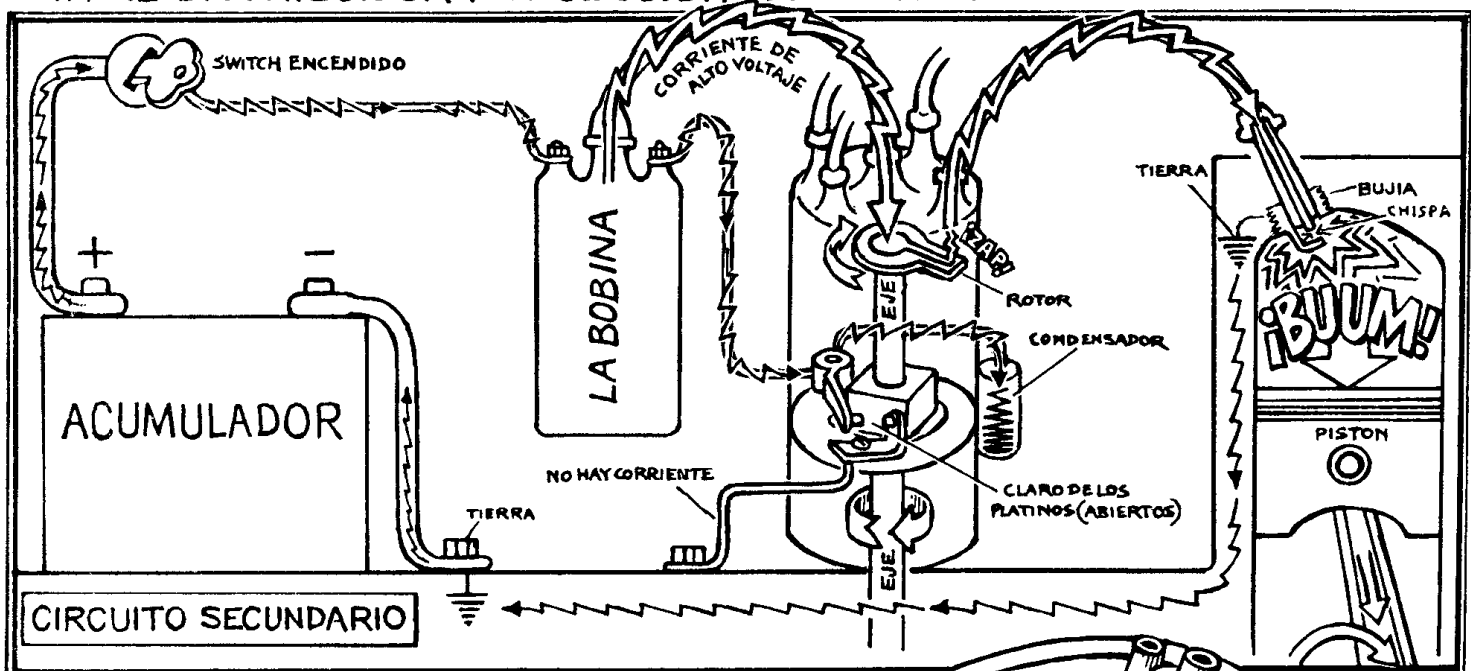 SWITCH ENCENDIDO
CORRIENTE DE
ALTO VOLTAJE
TIERRA
BUJIA
CHISPA
+
−
LA BOBINA
¡ZAP!
EJE
ROTOR
CONDENSADOR
¡BUUM!
ACUMULADOR
PISTON
NO HAY CORRIENTE
CLARO DE LOS
PLATINOS (ABIERTOS)
TIERRA
EJE
CIRCUITO SECUNDARIO